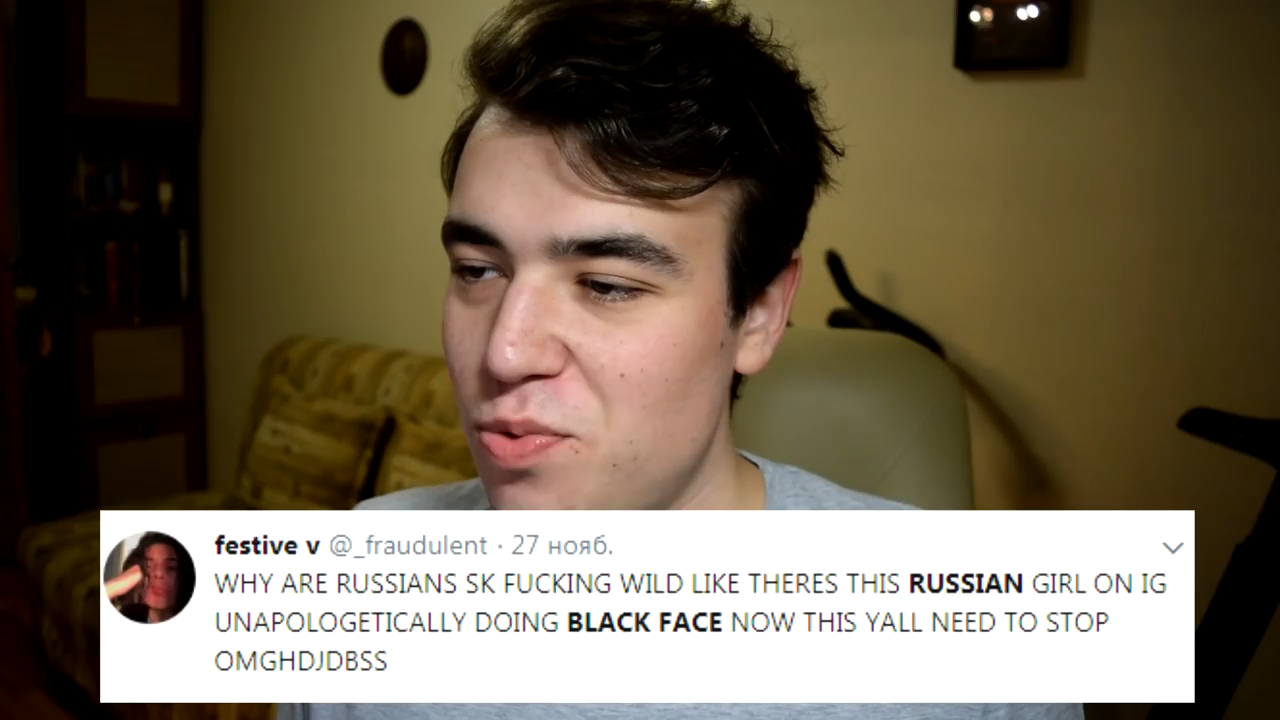 festive v @_fraudulent · 27 нояб.
WHY ARE RUSSIANS SK FUCKING WILD LIKE THERES THIS RUSSIAN GIRL ON IG
UNAPOLOGETICALLY DOING BLACK FACE NOW THIS YALL NEED TO STOP
OMGHDJDBSS